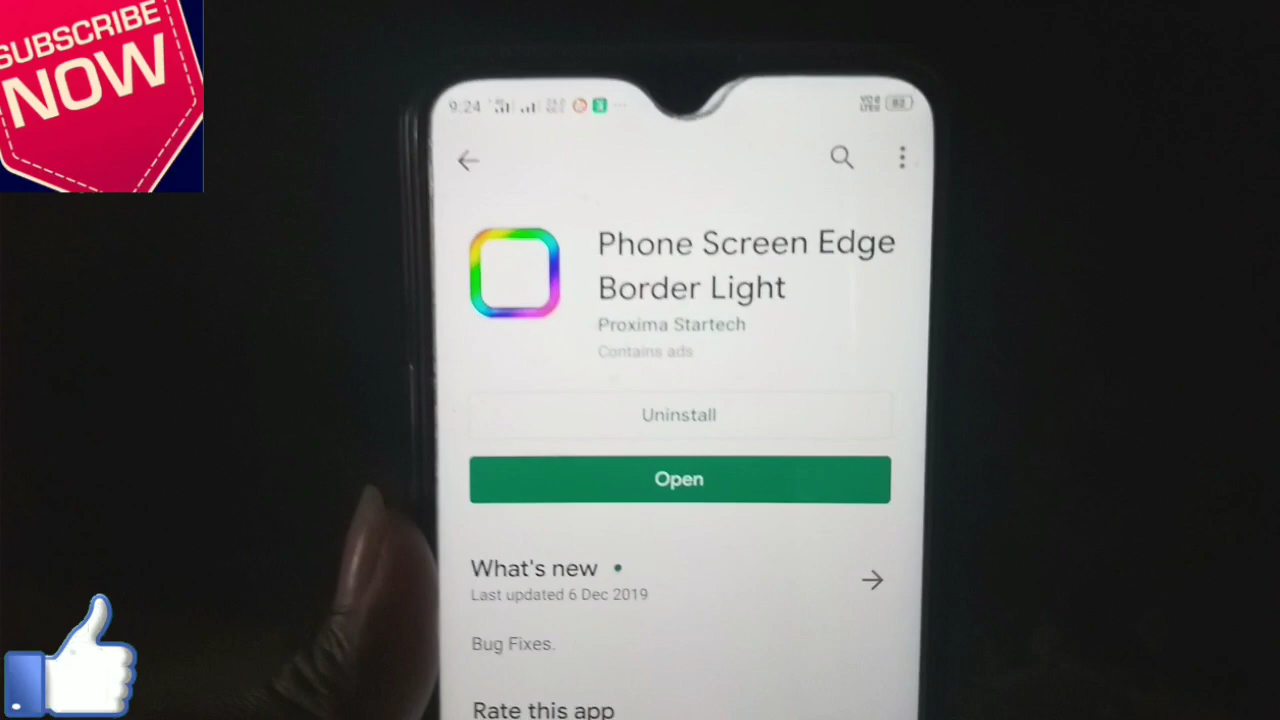 SUBSCRIBE
NOW
9:24
82
Phone Screen Edge
Border Light
Proxima Startech
Contains ads
Uninstall
Open
What's new
Last updated 6 Dec 2019
Bug Fixes.
Rate this app